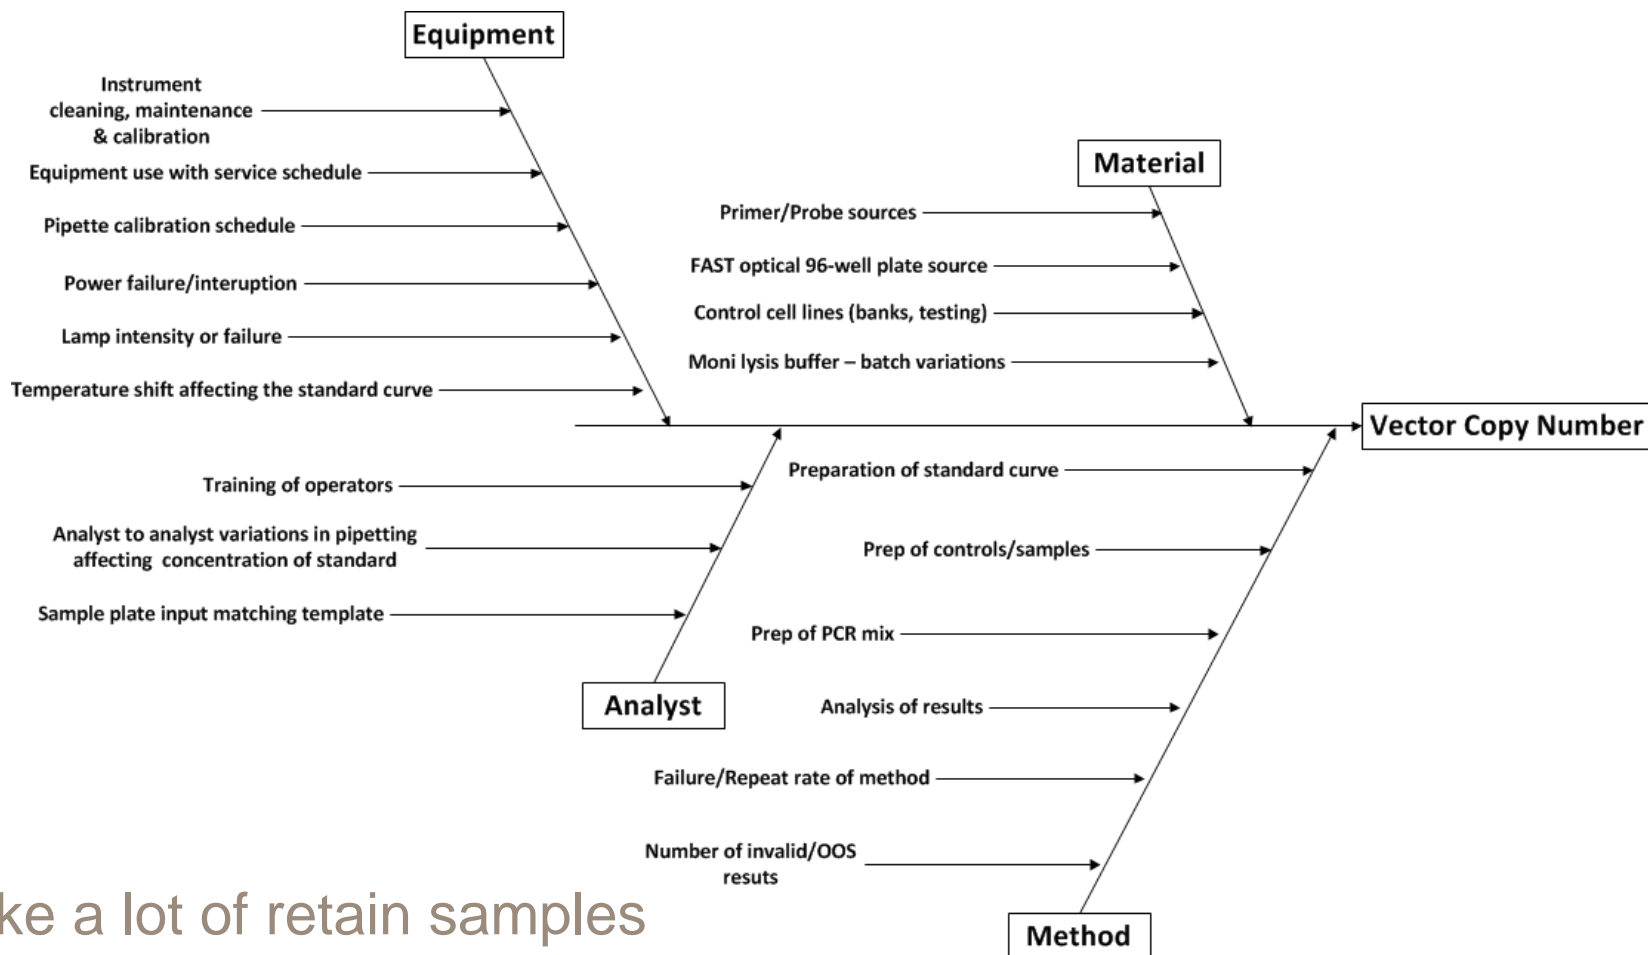 Equipment
Instrument
cleaning, maintenance
& calibration
Equipment use with service schedule
Pipette calibration schedule
Power failure/interuption
Lamp intensity or failure
Temperature shift affecting the standard curve
Material
Primer/Probe sources
FAST optical 96-well plate source
Control cell lines (banks, testing)
Moni lysis buffer – batch variations
Vector Copy Number
Training of operators
Analyst to analyst variations in pipetting
affecting concentration of standard
Sample plate input matching template
Analyst
Preparation of standard curve
Prep of controls/samples
Prep of PCR mix
Analysis of results
Failure/Repeat rate of method
Number of invalid/OOS
resuts
Method
ke a lot of retain samples